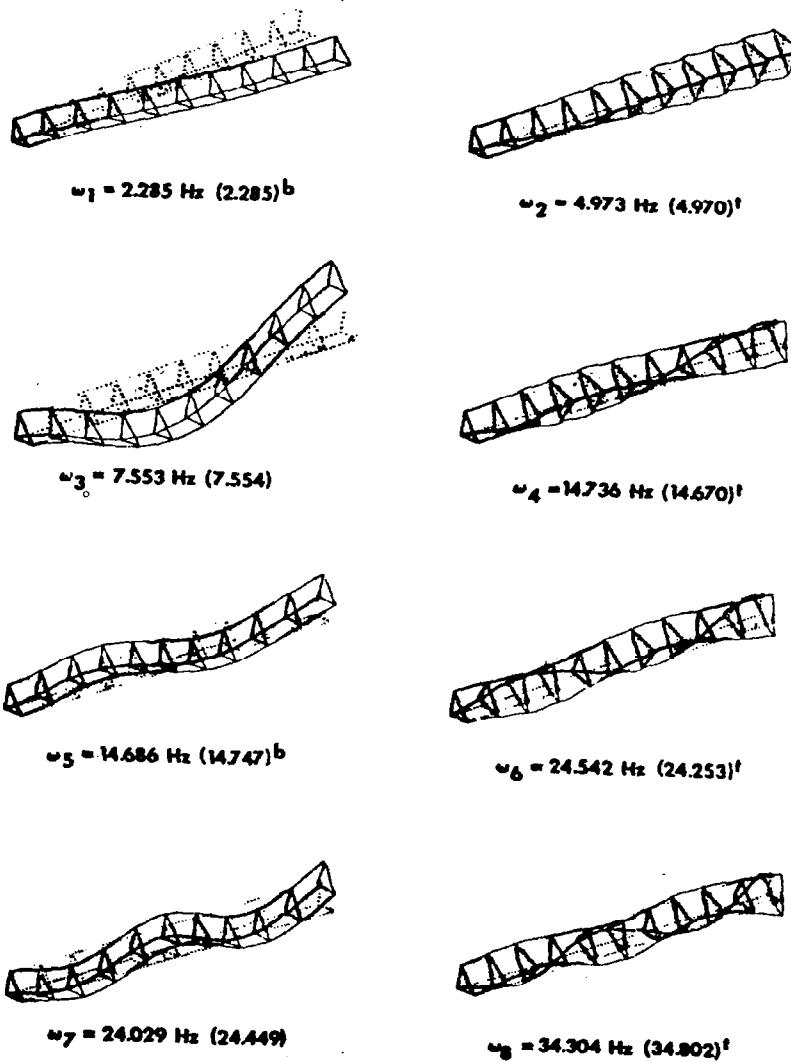 ω1 = 2.285 Hz (2.285)b
ω2 = 4.973 Hz (4.970)t
ω3 = 7.553 Hz (7.554)
ω4 = 14.736 Hz (14.670)t
ω5 = 14.686 Hz (14.747)b
ω6 = 24.542 Hz (24.253)t
ω7 = 24.029 Hz (24.449)
ω8 = 34.304 Hz (34.802)t